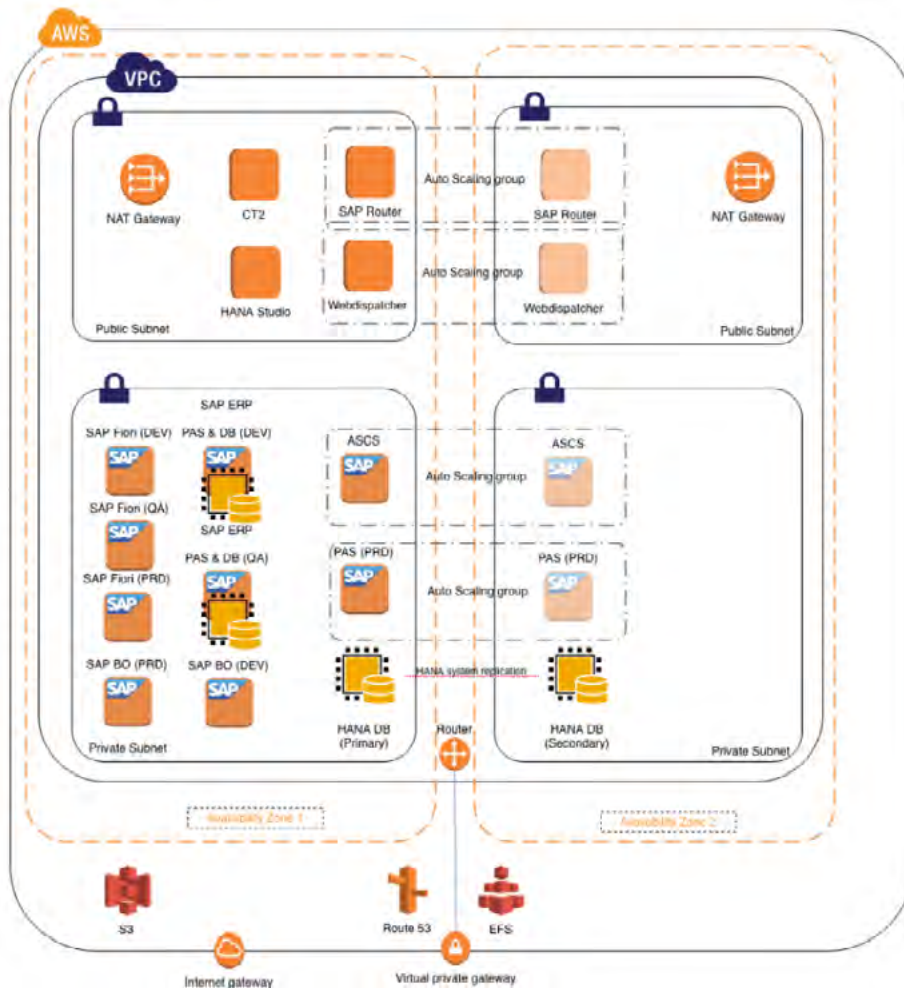 AWS
VPC
NAT Gateway
CT2
SAP Router
Auto Scaling group
SAP Router
NAT Gateway
HANA Studio
Webdispatcher
Auto Scaling group
Webdispatcher
Public Subnet
Public Subnet
SAP ERP
SAP Fiori (DEV)
PAS & DB (DEV)
ASCS
ASCS
SAP
SAP
SAP
SAP
Auto Scaling group
SAP Fiori (QA)
SAP ERP
SAP
PAS & DB (QA)
PAS (PRD)
PAS (PRD)
SAP Fiori (PRD)
SAP
SAP
SAP
SAP
Auto Scaling group
SAP BO (PRD)
SAP BO (DEV)
HANA system replication
SAP
SAP
HANA DB
(Primary)
Router
HANA DB
(Secondary)
Private Subnet
Private Subnet
Availability Zone 1
Availability Zone 2
S3
Route 53
EFS
Internet gateway
Virtual private gateway